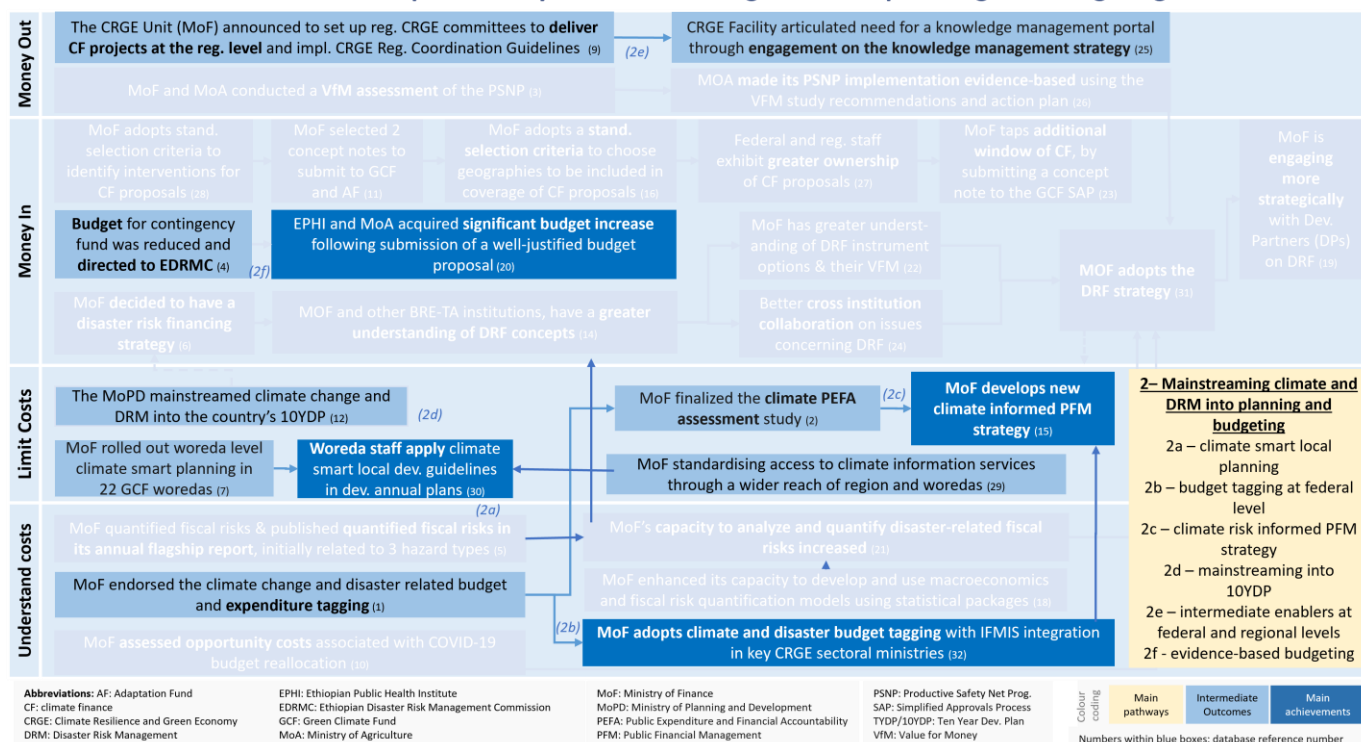 Money Out
The CRGE Unit (MoF) announced to set up reg. CRGE committees to deliver
CF projects at the reg. level and impl. CRGE Reg. Coordination Guidelines (9)
(2e)
CRGE Facility articulated need for a knowledge management portal
through engagement on the knowledge management strategy (25)
MoF and MoA conducted a VfM assessment of the PSNP (3)
MOA made its PSNP implementation evidence-based using the
VFM study recommendations and action plan (26)
Money In
MoF adopts stand.
selection criteria to
identify interventions for
CF proposals (28)
MoF selected 2
concept notes to
submit to GCF
and AF (11)
MoF adopts a stand.
selection criteria to choose
geographies to be included in
coverage of CF proposals (16)
Federal and reg. staff
exhibit greater ownership
of CF proposals (27)
MoF taps additional
window of CF, by
submitting a concept
note to the GCF SAP (23)
MoF is
engaging
more
strategically
with Dev.
Partners (DPs)
on DRF (19)
Budget for contingency
fund was reduced and
directed to EDRMC (4)
(2f)
EPHI and MoA acquired significant budget increase
following submission of a well-justified budget
proposal (20)
MoF has greater underst-
anding of DRF instrument
options & their VFM (22)
MOF adopts the
DRF strategy (31)
MoF decided to have a
disaster risk financing
strategy (6)
MOF and other BRE-TA institutions, have a greater
understanding of DRF concepts (14)
Better cross institution
collaboration on issues
concerning DRF (24)
Limit Costs
The MoPD mainstreamed climate change and
DRM into the country's 10YDP (12)
(2d)
MoF finalized the climate PEFA
assessment study (2)
(2c)
MoF develops new
climate informed PFM
strategy (15)
MoF rolled out woreda level
climate smart planning in
22 GCF woredas (7)
Woreda staff apply climate
smart local dev. guidelines
in dev. annual plans (30)
MoF standardising access to climate information services
through a wider reach of region and woredas (29)
(2a)
Understand costs
MoF quantified fiscal risks & published quantified fiscal risks in
its annual flagship report, initially related to 3 hazard types (5)
MoF's capacity to analyze and quantify disaster-related fiscal
risks increased (21)
MoF endorsed the climate change and disaster related budget
and expenditure tagging (1)
MoF enhanced its capacity to develop and use macroeconomics
and fiscal risk quantification models using statistical packages (18)
(2b)
MoF adopts climate and disaster budget tagging with IFMIS integration
in key CRGE sectoral ministries (32)
MoF assessed opportunity costs associated with COVID-19
budget reallocation (10)
2– Mainstreaming climate and
DRM into planning and
budgeting
2a – climate smart local
planning
2b – budget tagging at federal
level
2c – climate risk informed PFM
strategy
2d – mainstreaming into
10YDP
2e – intermediate enablers at
federal and regional levels
2f - evidence-based budgeting
Abbreviations: AF: Adaptation Fund
CF: climate finance
CRGE: Climate Resilience and Green Economy
DRM: Disaster Risk Management
EPHI: Ethiopian Public Health Institute
EDRMC: Ethiopian Disaster Risk Management Commission
GCF: Green Climate Fund
MoA: Ministry of Agriculture
MoF: Ministry of Finance
MoPD: Ministry of Planning and Development
PEFA: Public Expenditure and Financial Accountability
PFM: Public Financial Management
PSNP: Productive Safety Net Prog.
SAP: Simplified Approvals Process
TYDP/10YDP: Ten Year Dev. Plan
VfM: Value for Money
Colour
coding
Main
pathways
Intermediate
Outcomes
Main
achievements
Numbers within blue boxes: database reference number